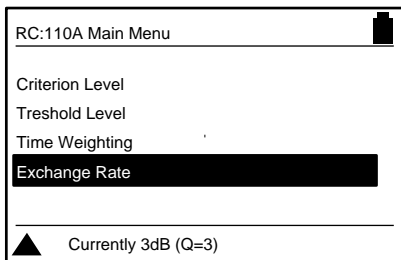 RC:110A Main Menu
Criterion Level
Treshold Level
Time Weighting
Exchange Rate
Currently 3dB (Q=3)